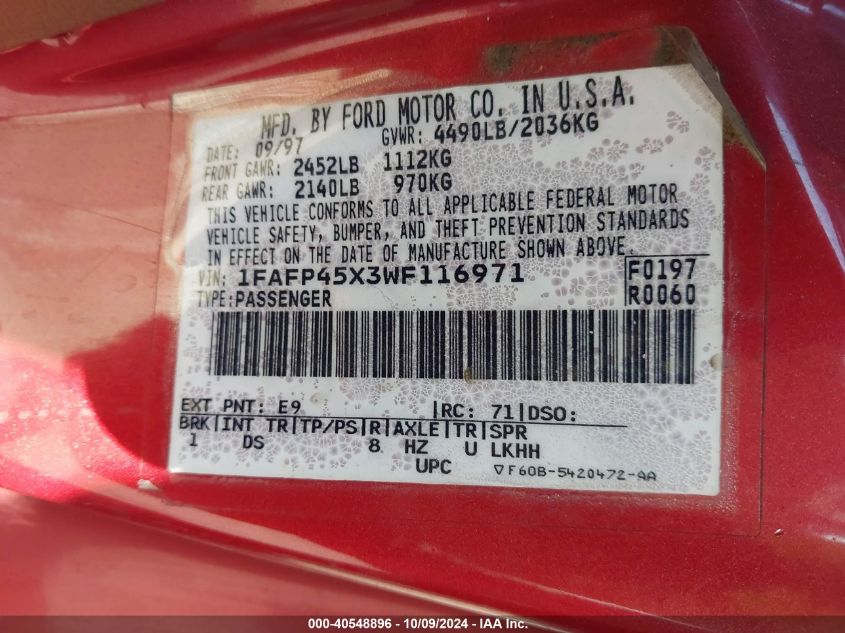 MFD. BY FORD MOTOR CO. IN U.S.A.
DATE: 09/97 GVWR: 4490LB/2036KG
FRONT GAWR: 2452LB 1112KG
REAR GAWR: 2140LB 970KG
THIS VEHICLE CONFORMS TO ALL APPLICABLE FEDERAL MOTOR
VEHICLE SAFETY, BUMPER, AND THEFT PREVENTION STANDARDS
IN EFFECT ON THE DATE OF MANUFACTURE SHOWN ABOVE.
VIN: 1FAFP45X3WF116971 F0197
TYPE:PASSENGER R0060
EXT PNT: E9 |RC: 71|DSO:
BRK|INT TR|TP/PS|R|AXLE|TR|SPR
1 DS 8 HZ U LKHH
UPC ▽F60B-5420472-AA
000-40548896 - 10/09/2024 - IAA Inc.